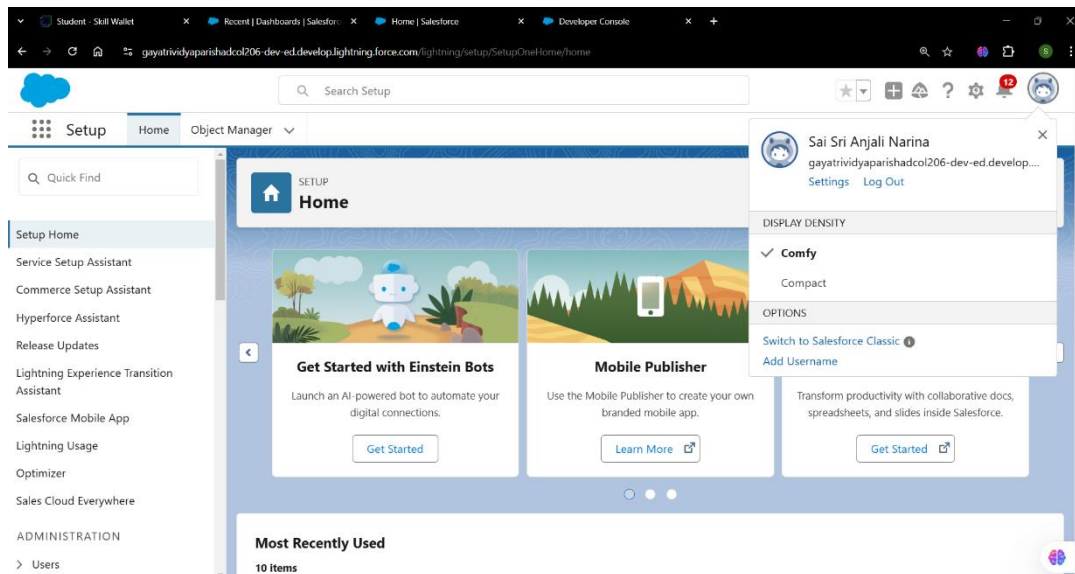 Student - Skill Wallet
Recent | Dashboards | Salesforc
Home | Salesforce
Developer Console
gayatrividyaparishadcol206-dev-ed.develop.lightning.force.com/lightning/setup/SetupOneHome/home
S
Search Setup
12
Setup
Home
Object Manager
Sai Sri Anjali Narina
gayatrividyaparishadcol206-dev-ed.develop....
Settings
Log Out
DISPLAY DENSITY
Comfy
Compact
OPTIONS
Switch to Salesforce Classic
Add Username
Quick Find
Setup Home
Service Setup Assistant
Commerce Setup Assistant
Hyperforce Assistant
Release Updates
Lightning Experience Transition
Assistant
Salesforce Mobile App
Lightning Usage
Optimizer
Sales Cloud Everywhere
ADMINISTRATION
Users
SETUP
Home
Get Started with Einstein Bots
Launch an AI-powered bot to automate your
digital connections.
Get Started
Mobile Publisher
Use the Mobile Publisher to create your own
branded mobile app.
Learn More
Transform productivity with collaborative docs,
spreadsheets, and slides inside Salesforce.
Get Started
Most Recently Used
10 items